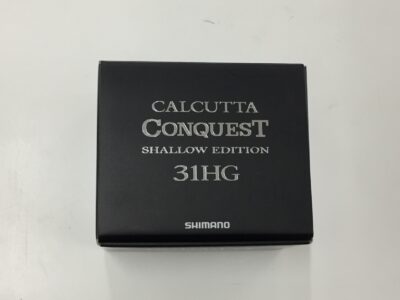 CALCUTTA
CONQUEST
SHALLOW EDITION
31HG
SHIMANO